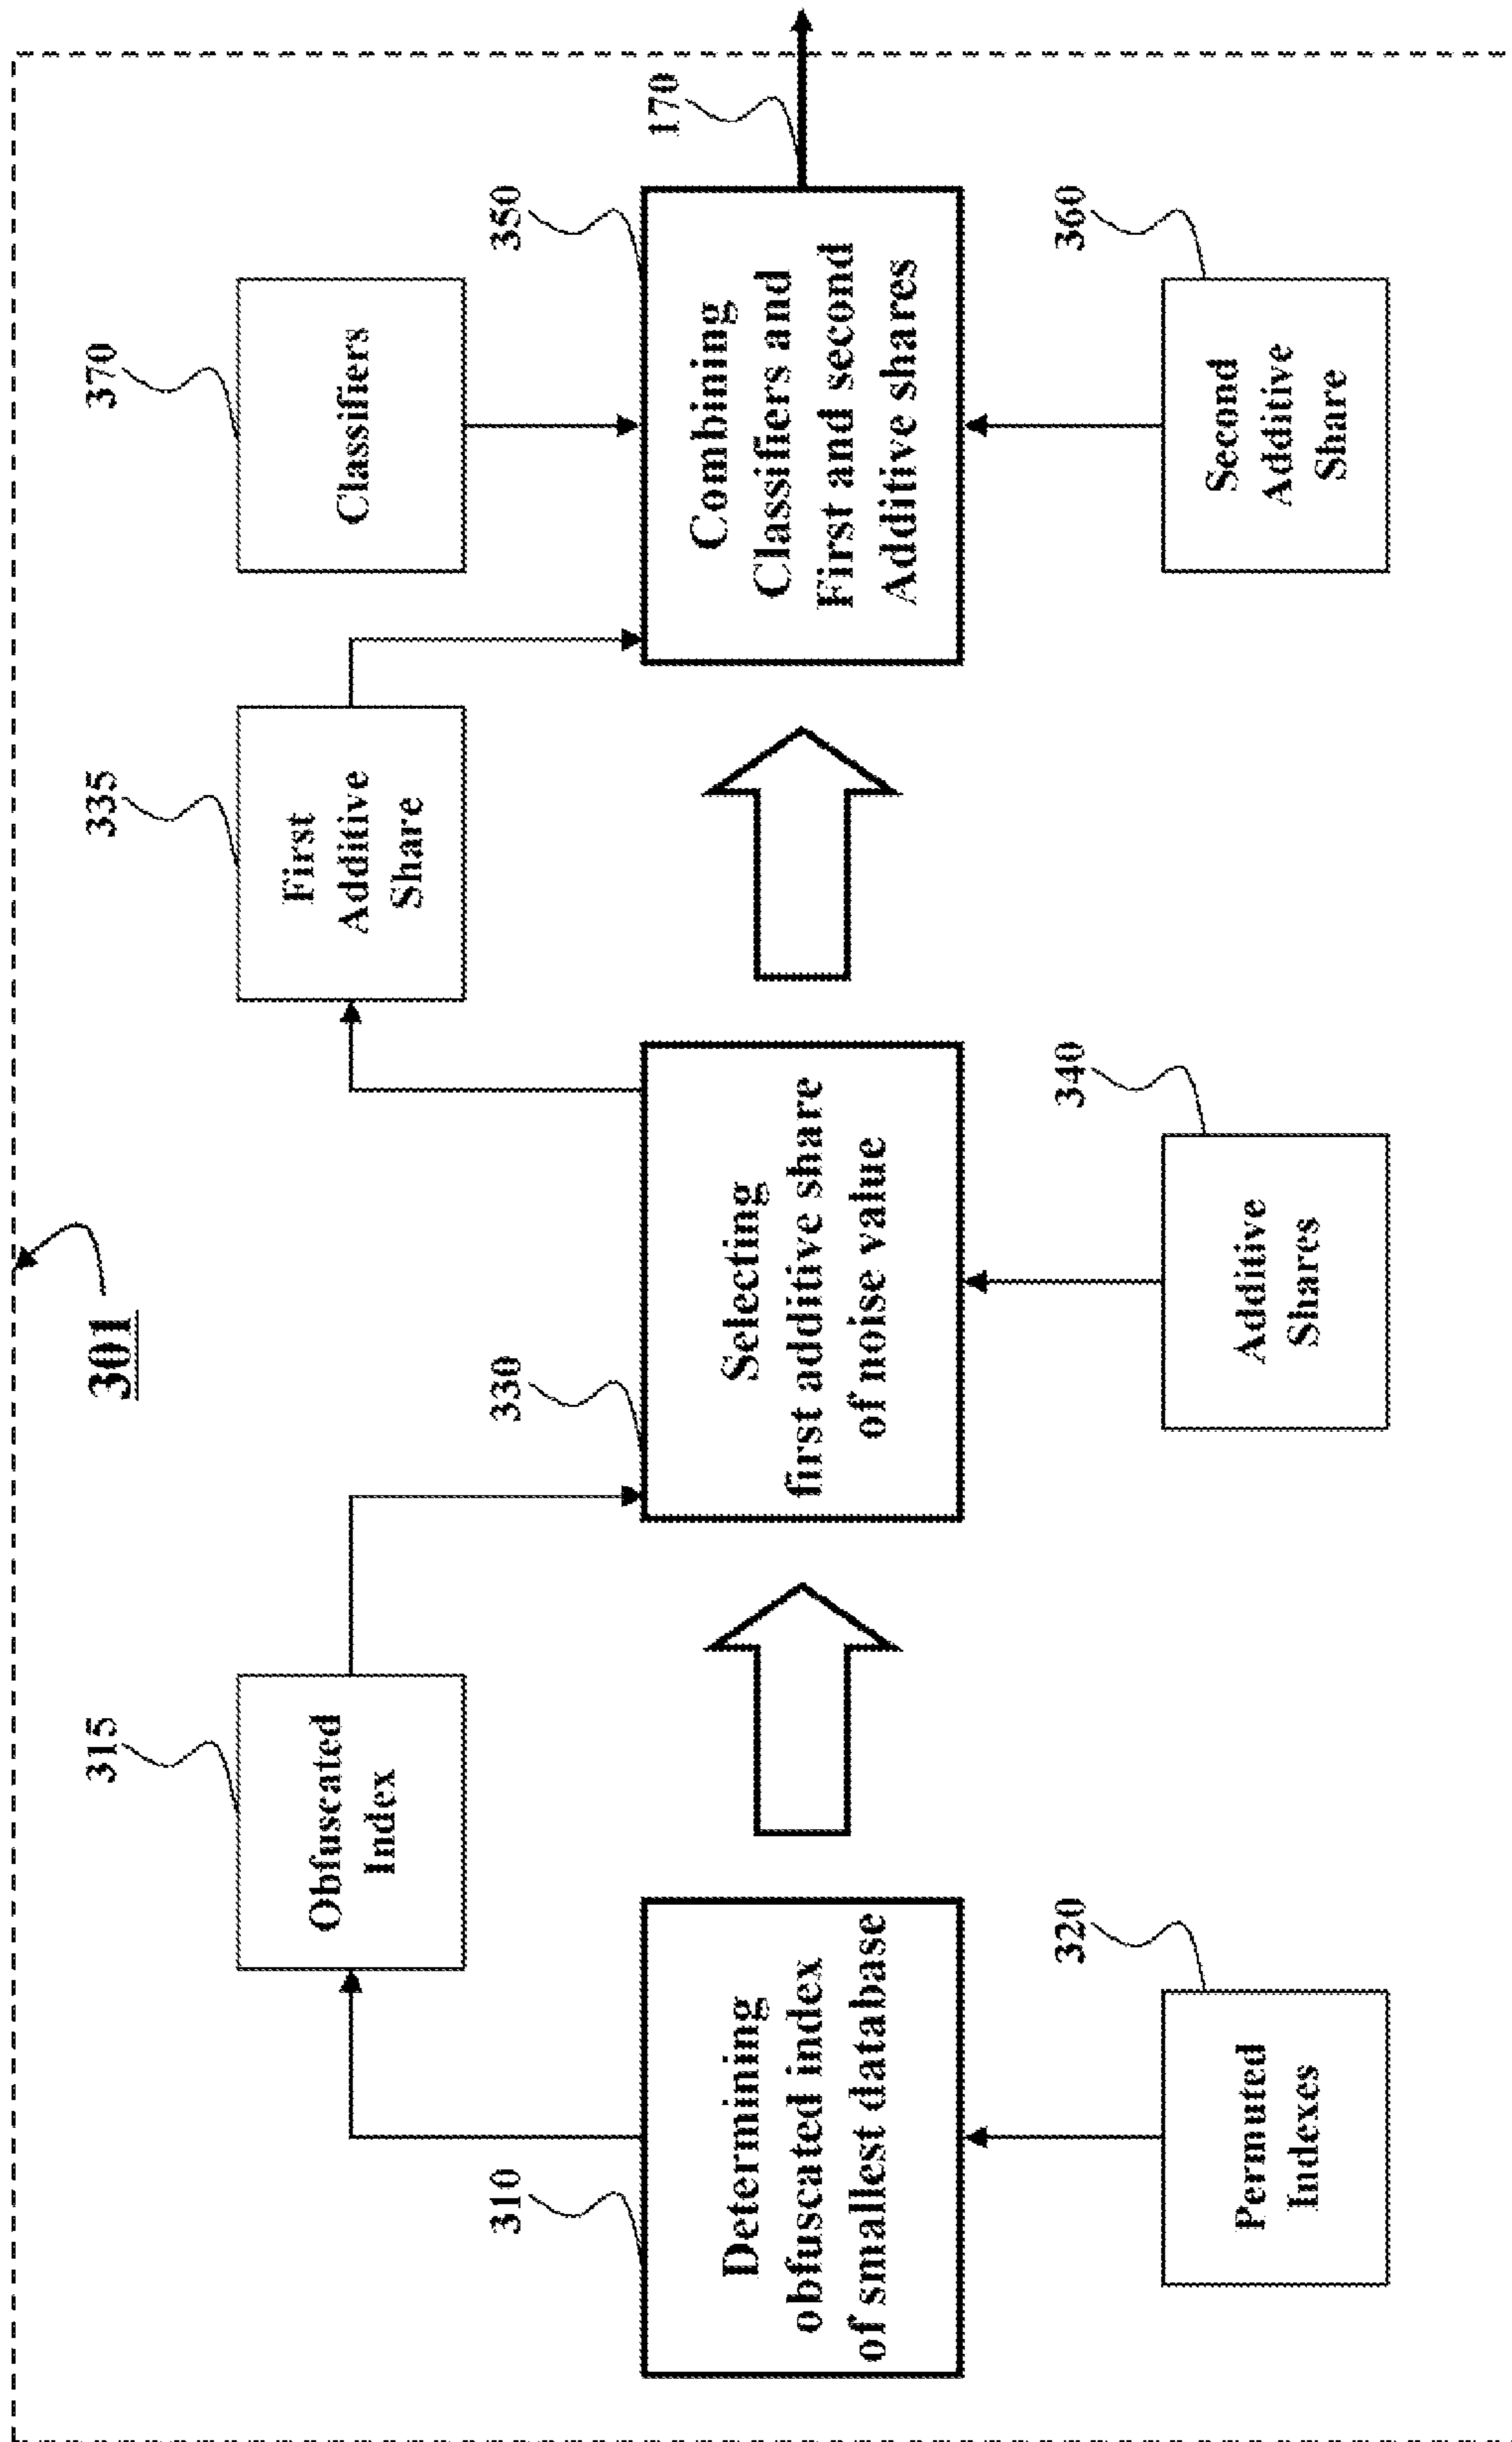 301
315
Obfuscated
Index
335
First
Additive
Share
370
Classifiers
310
Determining
obfuscated index
of smallest database
330
Selecting
first additive share
of noise value
350
Combining
Classifiers and
First and second
Additive shares
170
320
Permuted
Indexes
340
Additive
Shares
360
Second
Additive
Share